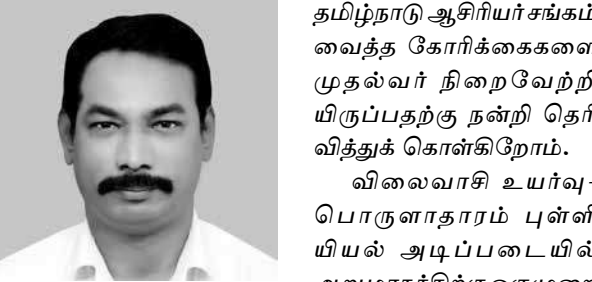 தமிழ்நாடு ஆசிரியர் சங்கம்
வைத்த கோரிக்கைகளை
முதல்வர் நிறைவேற்றி
யிருப்பதற்கு நன்றி தெரி
வித்துக் கொள்கிறோம்.
விலைவாசி உயர்வு-
பொருளாதாரம் புள்ளி
யியல் அடிப்படையில்